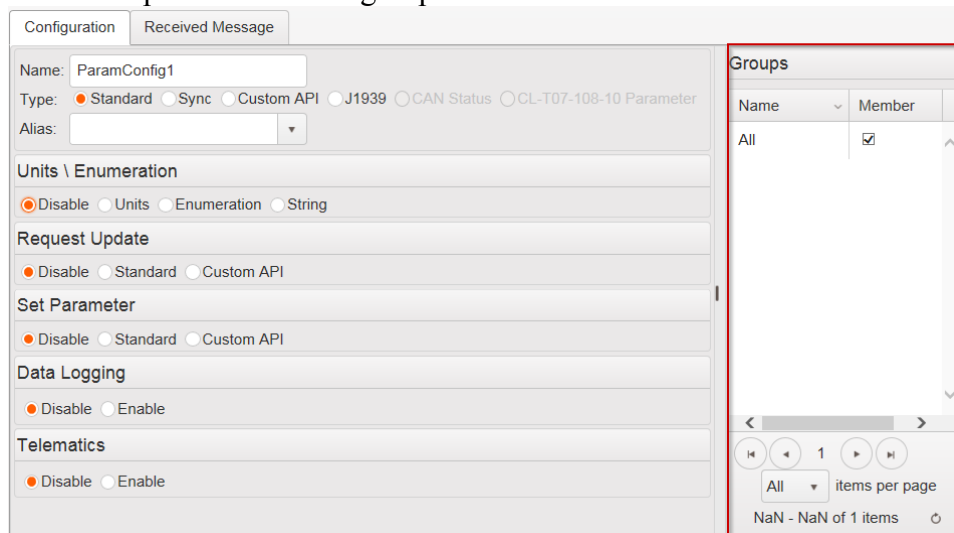 Configuration Received Message
Name: ParamConfig1
Type: Standard Sync Custom API J1939 CAN Status CL-T07-108-10 Parameter
Alias:
Units \ Enumeration
Disable Units Enumeration String
Request Update
Disable Standard Custom API
Set Parameter
Disable Standard Custom API
Data Logging
Disable Enable
Telematics
Disable Enable
Groups
Name Member
All
1
All items per page
NaN - NaN of 1 items